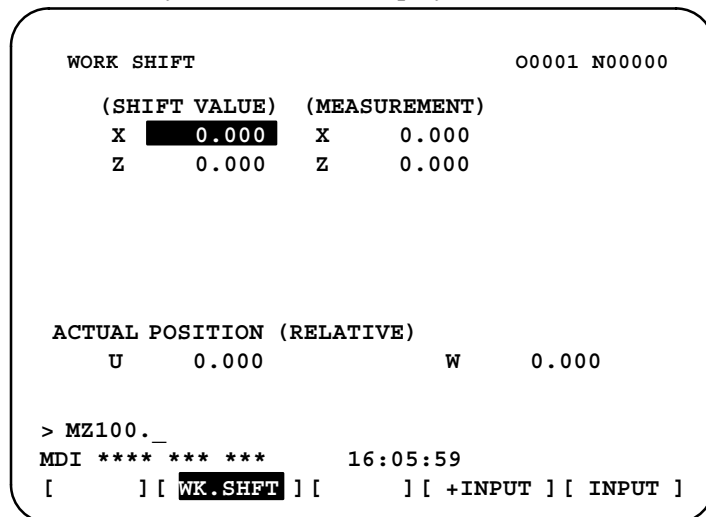 WORK SHIFT O0001 N00000
(SHIFT VALUE) (MEASUREMENT)
X 0.000 X 0.000
Z 0.000 Z 0.000
ACTUAL POSITION (RELATIVE)
U 0.000 W 0.000
> MZ100._
MDI **** *** *** 16:05:59
[ ] [ WK.SHFT ] [ ] [ +INPUT ] [ INPUT ]